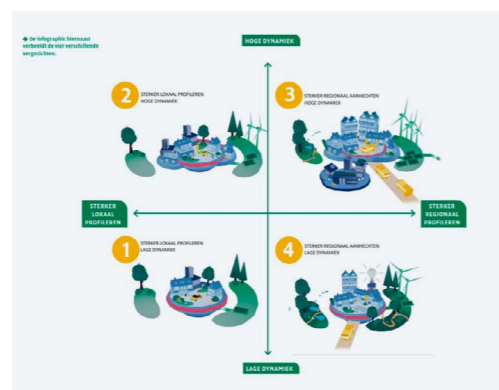 → De infographic hiernaast
verbeeldt de vier verschillende
vergezichten.
HOGE DYNAMIEK
2
STERKER LOKAAL PROFILEREN
HOGE DYNAMIEK
3
STERKER REGIONAAL AANHECHTEN
HOGE DYNAMIEK
STERKER
LOKAAL
PROFILEREN
STERKER
REGIONAAL
PROFILEREN
1
STERKER LOKAAL PROFILEREN
LAGE DYNAMIEK
4
STERKER REGIONAAL AANHECHTEN
LAGE DYNAMIEK
LAGE DYNAMIEK